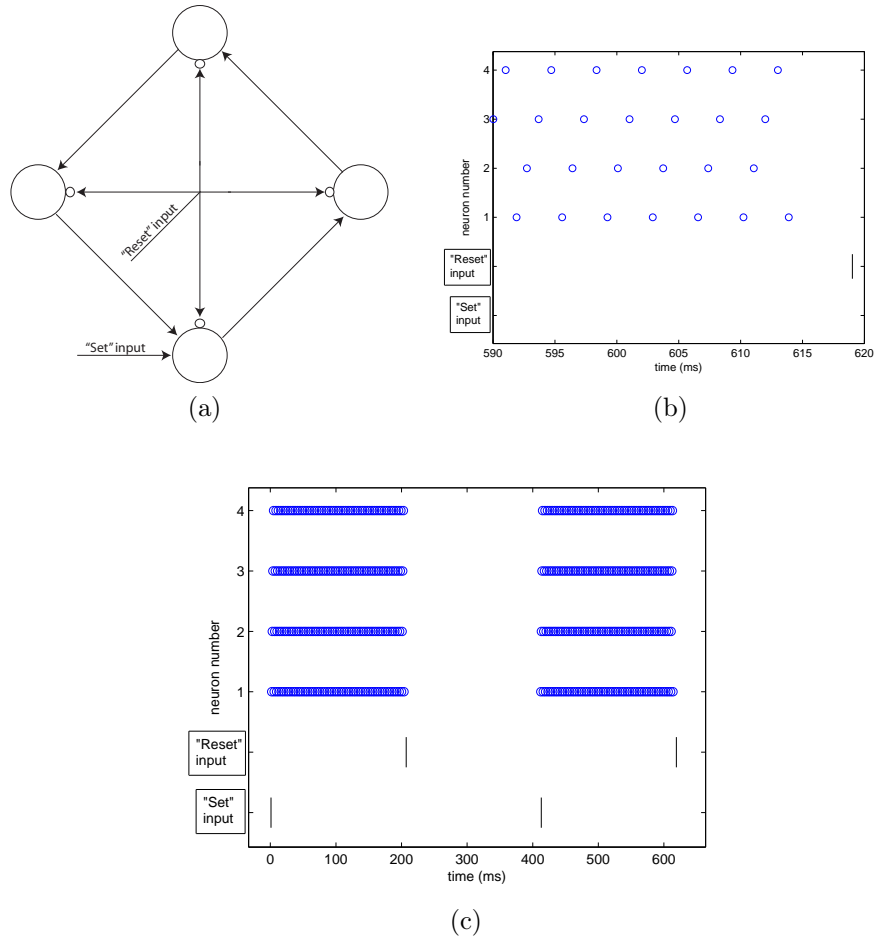 "Reset" input
"Set" input
(a)
4
3
2
1
neuron number
"Reset"
input
"Set"
input
590 595 600 605 610 615 620
time (ms)
(b)
4
3
2
1
neuron number
"Reset"
input
"Set"
input
0 100 200 300 400 500 600
time (ms)
(c)